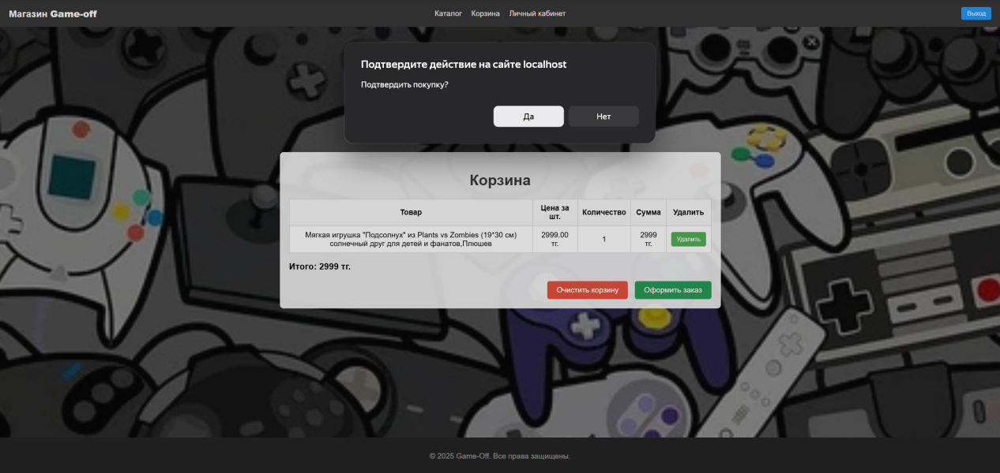 Магазин Game-off
Каталог Корзина Личный кабинет
Выход
Подтвердите действие на сайте localhost
Подтвердить покупку?
Да Нет
Корзина
Товар Цена за шт. Количество Сумма Удалить
Мягкая игрушка "Подсолнух" из Plants vs Zombies (19*30 см)
солнечный друг для детей и фанатов,Плюшев
2999.00 тг.
1
2999 тг.
Удалить
Итого: 2999 тг.
Очистить корзину Оформить заказ
© 2025 Game-Off. Все права защищены.